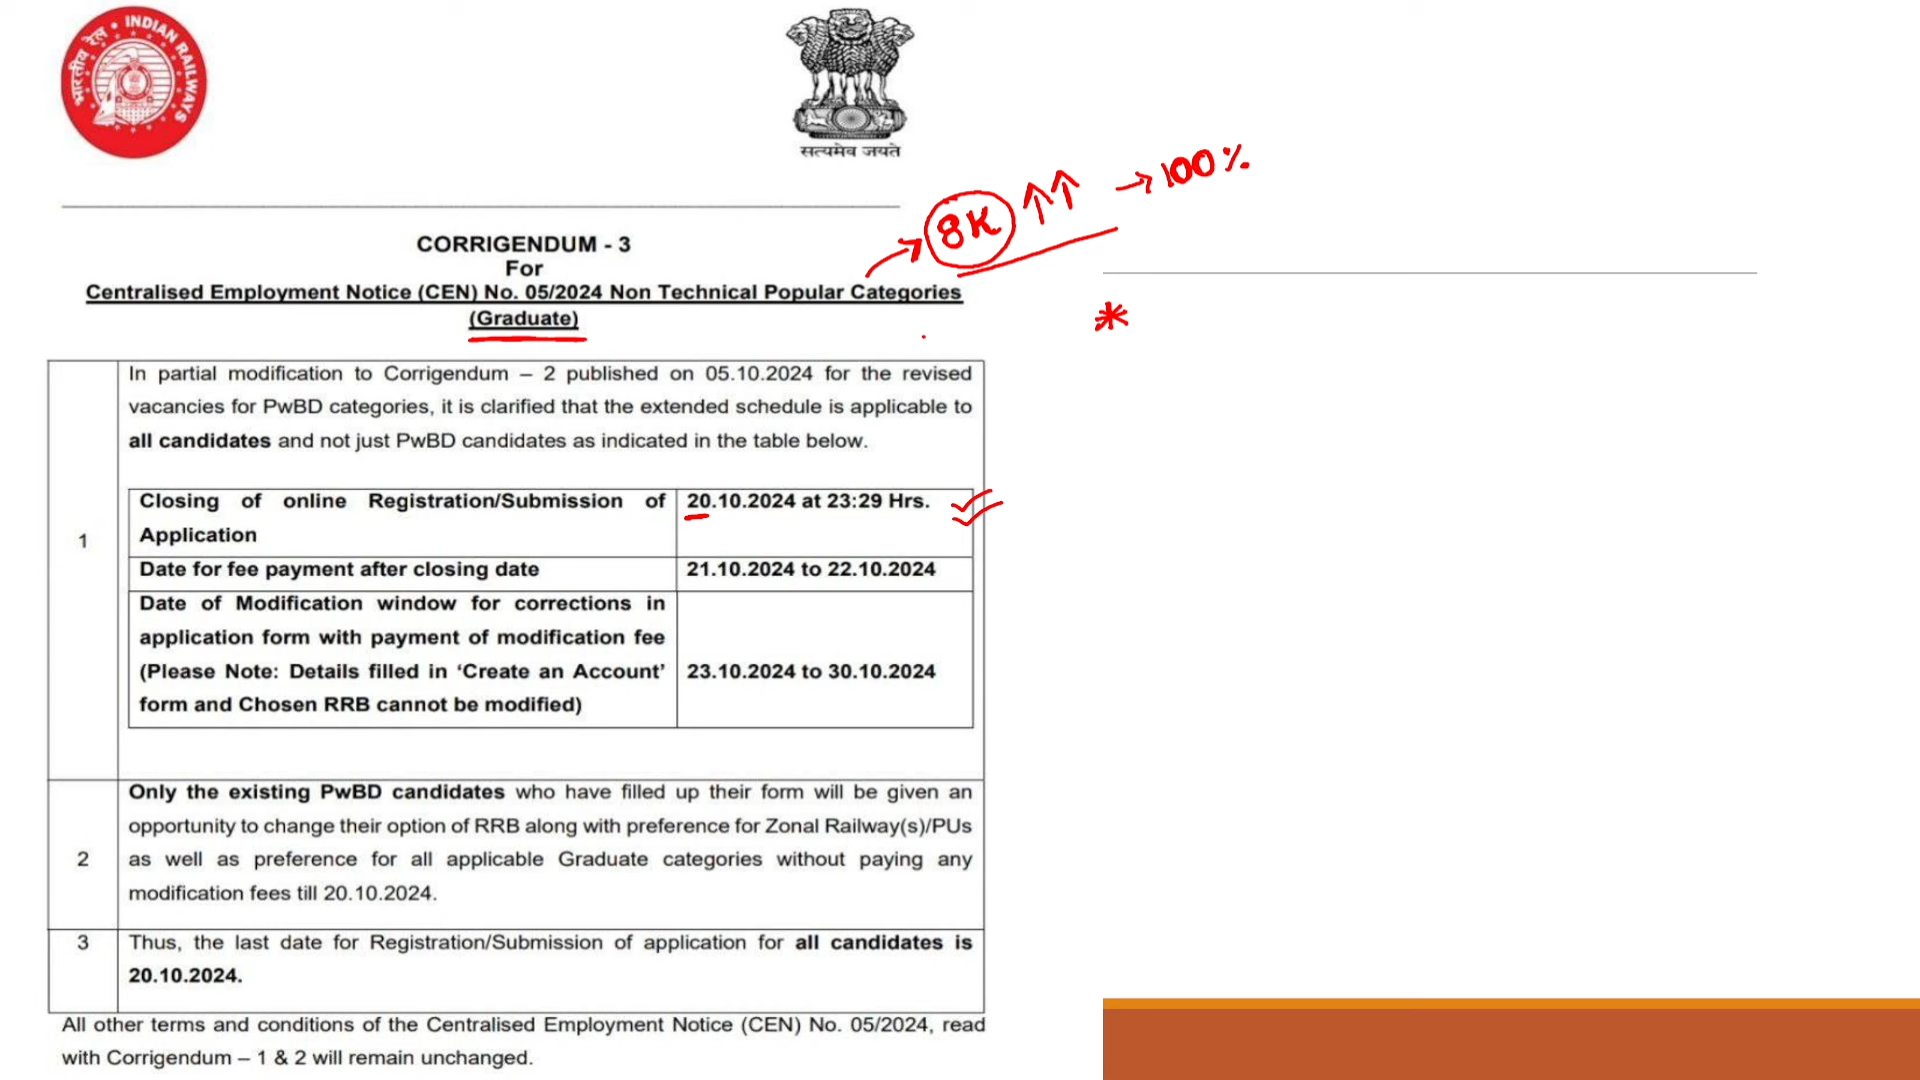 भारतीय रेल • INDIAN RAILWAYS
सत्यमेव जयते
8K ↑↑ → 100%
CORRIGENDUM - 3
For
Centralised Employment Notice (CEN) No. 05/2024 Non Technical Popular Categories
(Graduate)
*
1
In partial modification to Corrigendum – 2 published on 05.10.2024 for the revised
vacancies for PwBD categories, it is clarified that the extended schedule is applicable to
all candidates and not just PwBD candidates as indicated in the table below.
Closing of online Registration/Submission of
Application
20.10.2024 at 23:29 Hrs.
Date for fee payment after closing date
21.10.2024 to 22.10.2024
Date of Modification window for corrections in
application form with payment of modification fee
(Please Note: Details filled in ‘Create an Account’
form and Chosen RRB cannot be modified)
23.10.2024 to 30.10.2024
2
Only the existing PwBD candidates who have filled up their form will be given an
opportunity to change their option of RRB along with preference for Zonal Railway(s)/PUs
as well as preference for all applicable Graduate categories without paying any
modification fees till 20.10.2024.
3
Thus, the last date for Registration/Submission of application for all candidates is
20.10.2024.
All other terms and conditions of the Centralised Employment Notice (CEN) No. 05/2024, read
with Corrigendum – 1 & 2 will remain unchanged.